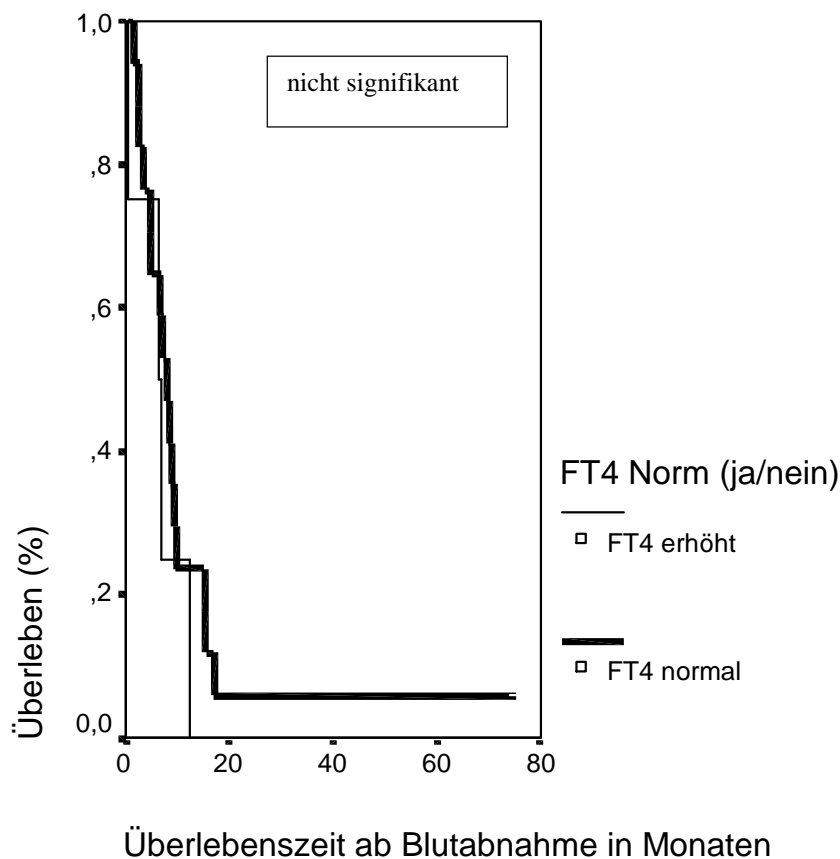 1,0
nicht signifikant
,8
,6
,4
,2
0,0
Überleben (%)
0 20 40 60 80
Überlebenszeit ab Blutabnahme in Monaten
FT4 Norm (ja/nein)
FT4 erhöht
FT4 normal